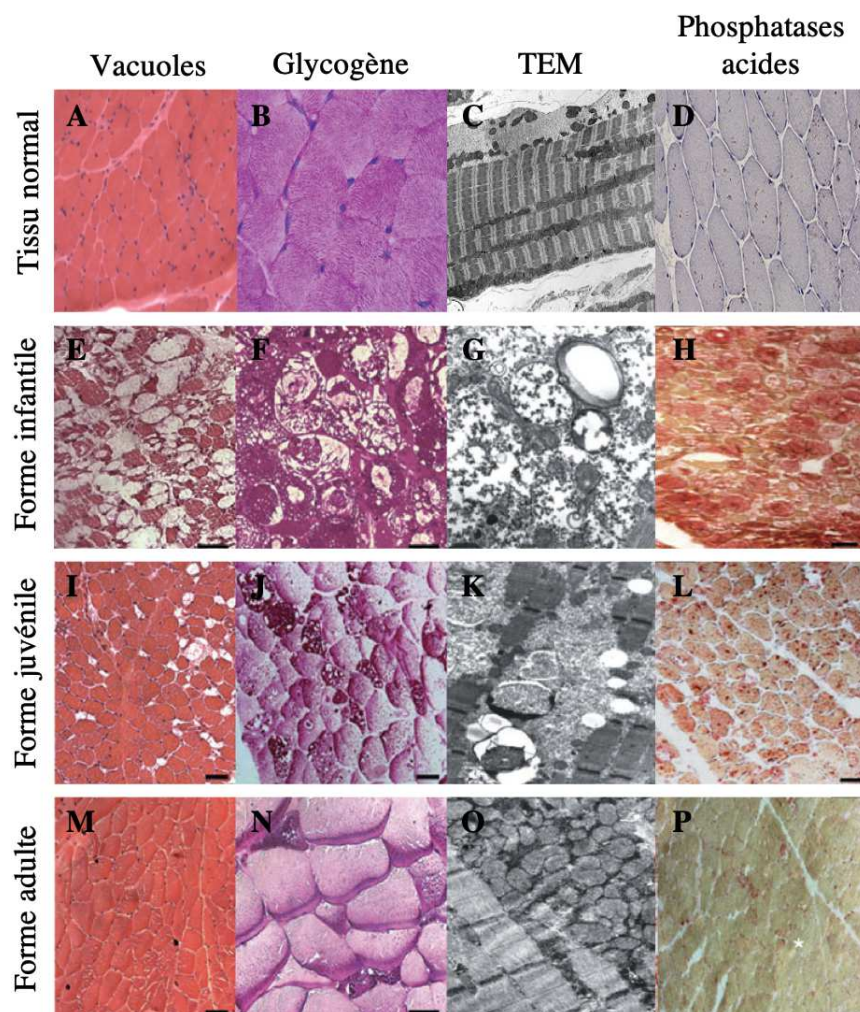 Vacuoles Glycogène TEM Phosphatases
acides
Tissu normal
A B C D
Forme infantile
E F G H
Forme juvénile
I J K L
Forme adulte
M N O P
*